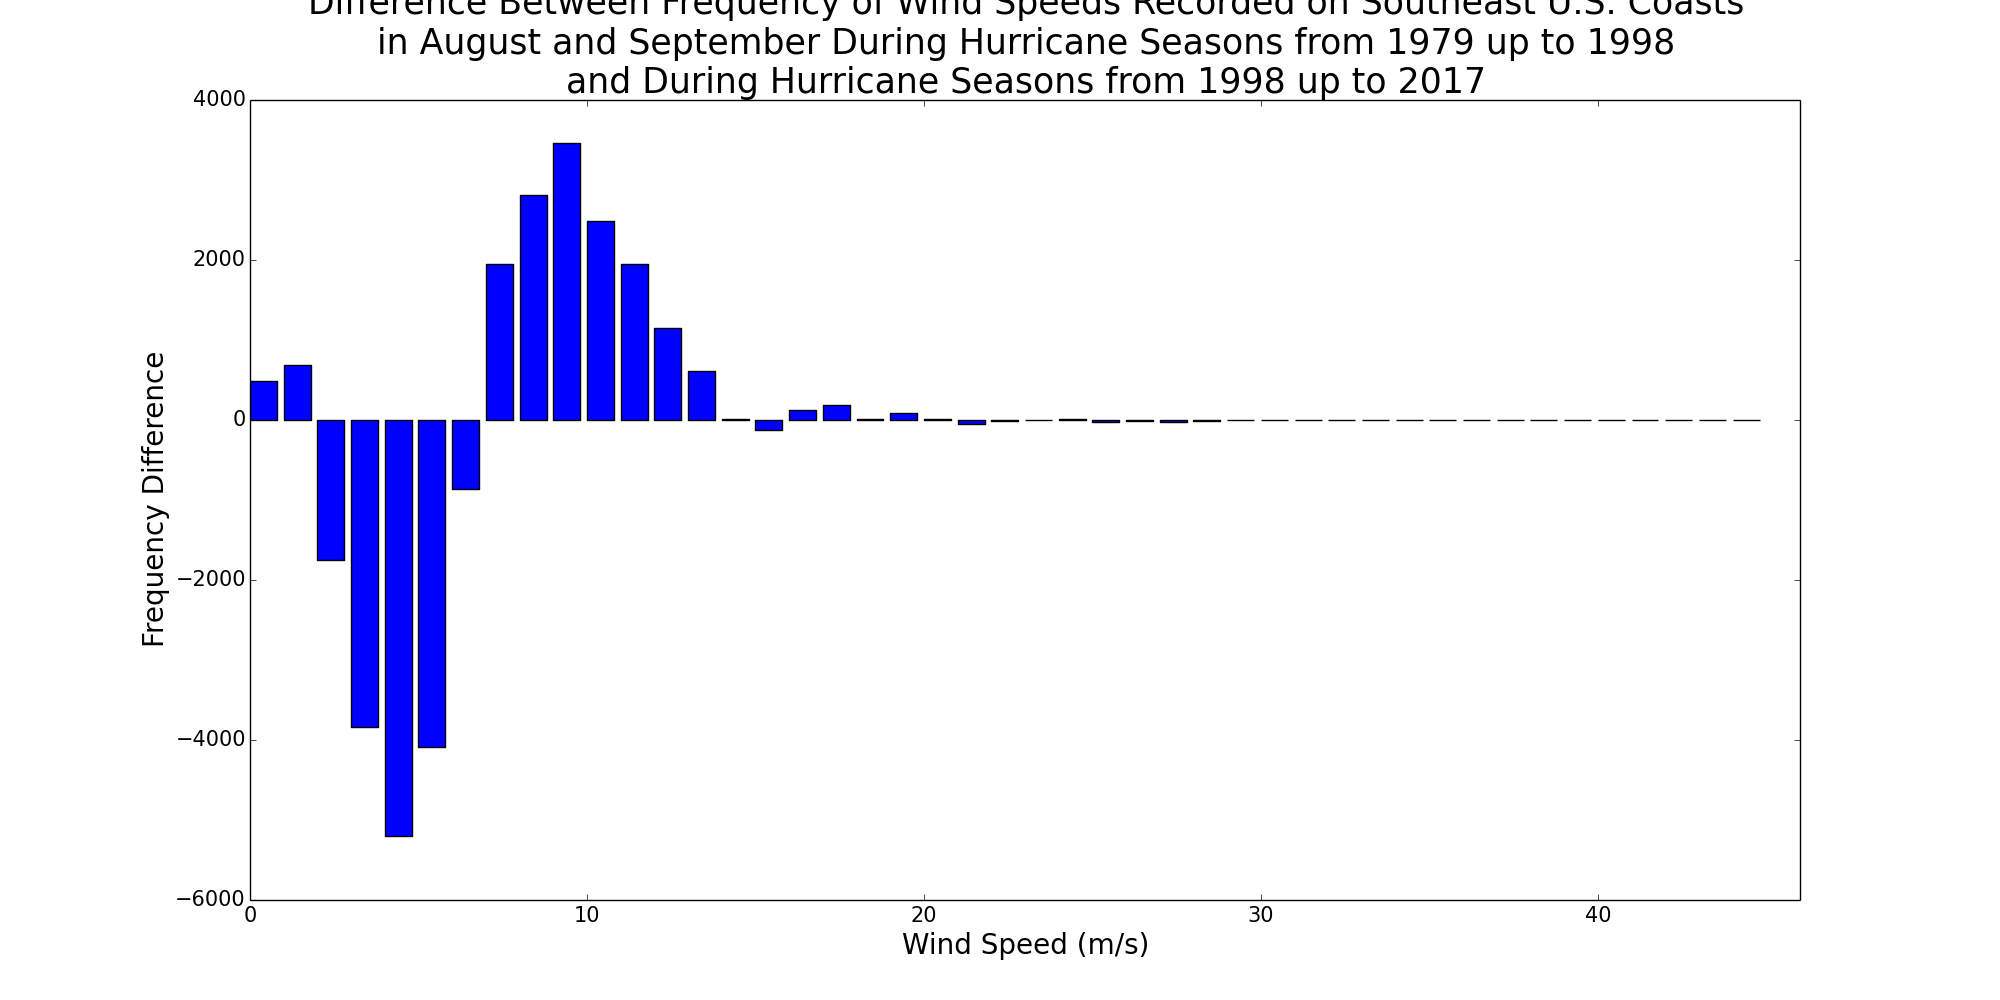 Difference Between Frequency of Wind Speeds Recorded on Southeast U.S. Coasts
in August and September During Hurricane Seasons from 1979 up to 1998
and During Hurricane Seasons from 1998 up to 2017
4000
2000
0
−2000
−4000
−6000
Frequency Difference
0 10 20 30 40
Wind Speed (m/s)